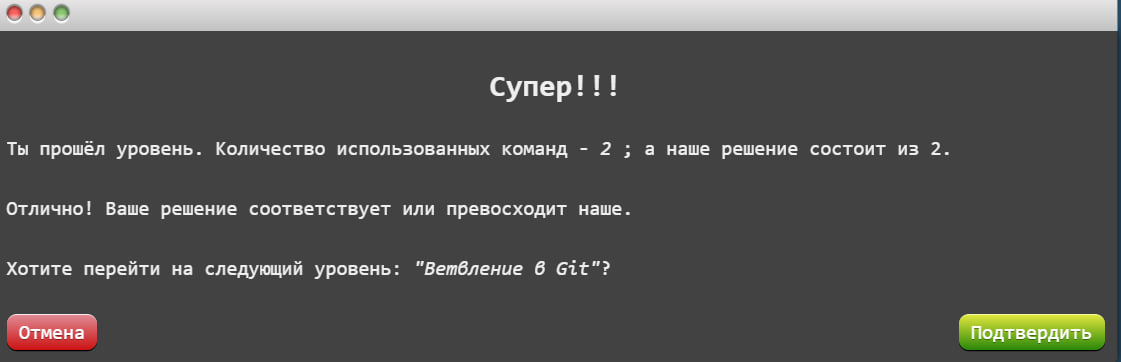 Супер!!!
Ты прошёл уровень. Количество использованных команд - 2 ; а наше решение состоит из 2.
Отлично! Ваше решение соответствует или превосходит наше.
Хотите перейти на следующий уровень: "Ветвление в Git"?
Отмена
Подтвердить